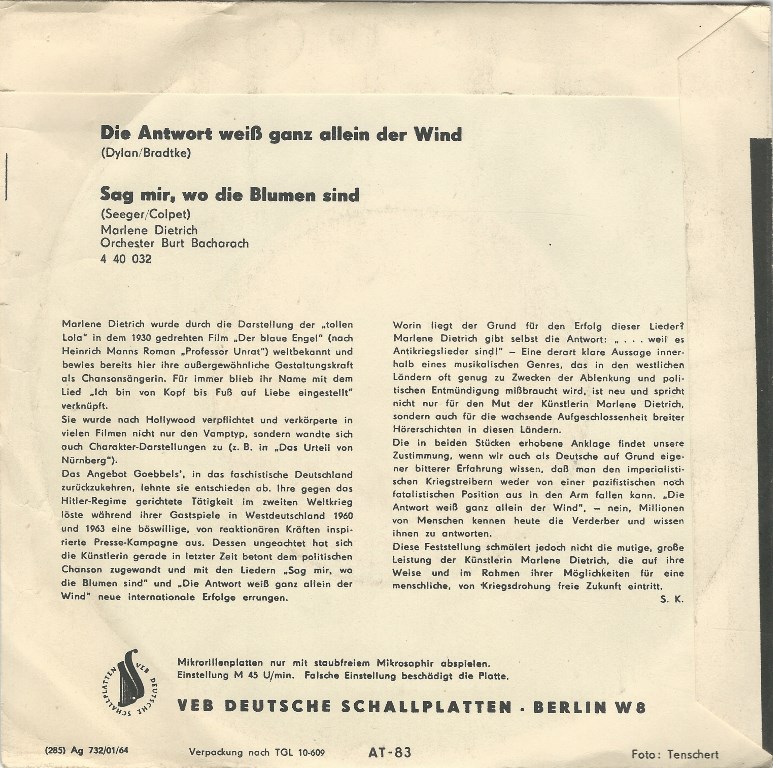 Die Antwort weiß ganz allein der Wind
(Dylan/Bradtke)
Sag mir, wo die Blumen sind
(Seeger/Colpet)
Marlene Dietrich
Orchester Burt Bacharach
4 40 032
Marlene Dietrich wurde durch die Darstellung der „tollen
Lola" in dem 1930 gedrehten Film „Der blaue Engel" (nach
Heinrich Manns Roman „Professor Unrat") weltbekannt und
bewies bereits hier ihre außergewöhnliche Gestaltungskraft
als Chansonsängerin. Für immer blieb ihr Name mit dem
Lied „Ich bin von Kopf bis Fuß auf Liebe eingestellt"
verknüpft.
Sie wurde nach Hollywood verpflichtet und verkörperte in
vielen Filmen nicht nur den Vamptyp, sondern wandte sich
auch Charakter-Darstellungen zu (z. B. in „Das Urteil von
Nürnberg").
Das Angebot Goebbels', in das faschistische Deutschland
zurückzukehren, lehnte sie entschieden ab. Ihre gegen das
Hitler-Regime gerichtete Tätigkeit im zweiten Weltkrieg
löste während ihrer Gastspiele in Westdeutschland 1960
und 1963 eine böswillige, von reaktionären Kräften inspi-
rierte Presse-Kampagne aus. Dessen ungeachtet hat sich
die Künstlerin gerade in letzter Zeit betont dem politischen
Chanson zugewandt und mit den Liedern „Sag mir, wo
die Blumen sind" und „Die Antwort weiß ganz allein der
Wind" neue internationale Erfolge errungen.
Worin liegt der Grund für den Erfolg dieser Lieder?
Marlene Dietrich gibt selbst die Antwort: „ . . . weil es
Antikriegslieder sind!" – Eine derart klare Aussage inner-
halb eines musikalischen Genres, das in den westlichen
Ländern oft genug zu Zwecken der Ablenkung und poli-
tischen Entmündigung mißbraucht wird, ist neu und spricht
nicht nur für den Mut der Künstlerin Marlene Dietrich,
sondern auch für die wachsende Aufgeschlossenheit breiter
Hörerschichten in diesen Ländern.
Die in beiden Stücken erhobene Anklage findet unsere
Zustimmung, wenn wir auch als Deutsche auf Grund eige-
ner bitterer Erfahrung wissen, daß man den imperialisti-
schen Kriegstreibern weder von einer pazifistischen noch
fatalistischen Position aus in den Arm fallen kann. „Die
Antwort weiß ganz allein der Wind", – nein, Millionen
von Menschen kennen heute die Verderber und wissen
ihnen zu antworten.
Diese Feststellung schmälert jedoch nicht die mutige, große
Leistung der Künstlerin Marlene Dietrich, die auf ihre
Weise und im Rahmen ihrer Möglichkeiten für eine
menschliche, von Kriegsdrohung freie Zukunft eintritt.
S. K.
VEB DEUTSCHE SCHALLPLATTEN
Mikrorillenplatten nur mit staubfreiem Mikrosaphir abspielen.
Einstellung M 45 U/min. Falsche Einstellung beschädigt die Platte.
VEB DEUTSCHE SCHALLPLATTEN · BERLIN W8
(285) Ag 732/01/64
Verpackung nach TGL 10-609
AT-83
Foto: Tenschert